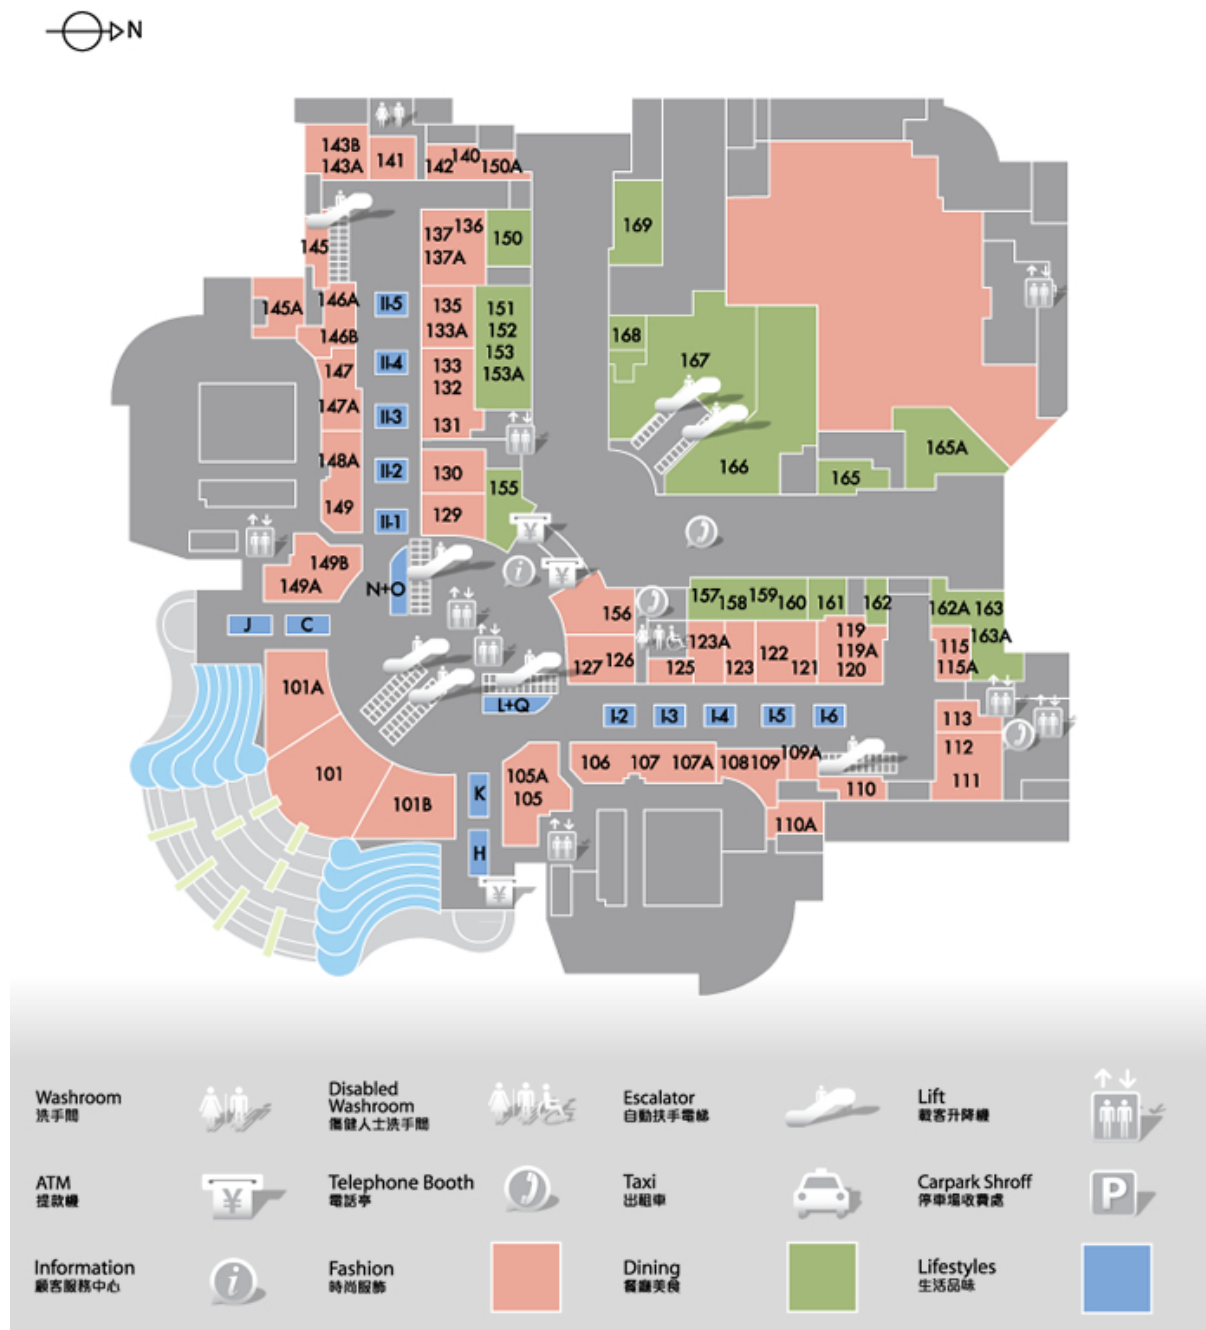 N
143B
143A
141
142
140
150A
145
137
136
137A
150
169
145A
146A
II-5
135
133A
151
152
153
153A
168
167
146B
147
II-4
133
132
147A
II-3
131
148A
II-2
130
149
II-1
129
155
166
165
165A
149B
149A
N+O
J
C
156
157
158
159
160
161
162
162A
163
163A
127
126
125
123A
123
122
121
119
119A
120
115
115A
101A
101
101B
L+Q
I-2
I-3
I-4
I-5
I-6
113
112
111
105A
105
106
107
107A
108
109
109A
110
110A
K
H
¥
¥
¥
Washroom
洗手間
Disabled
Washroom
傷健人士洗手間
Escalator
自動扶手電梯
Lift
載客升降機
ATM
提款機
¥
Telephone Booth
電話亭
Taxi
出租車
Carpark Shroff
停車場收費處
P
Information
顧客服務中心
i
Fashion
時尚服飾
Dining
餐廳美食
Lifestyles
生活品味